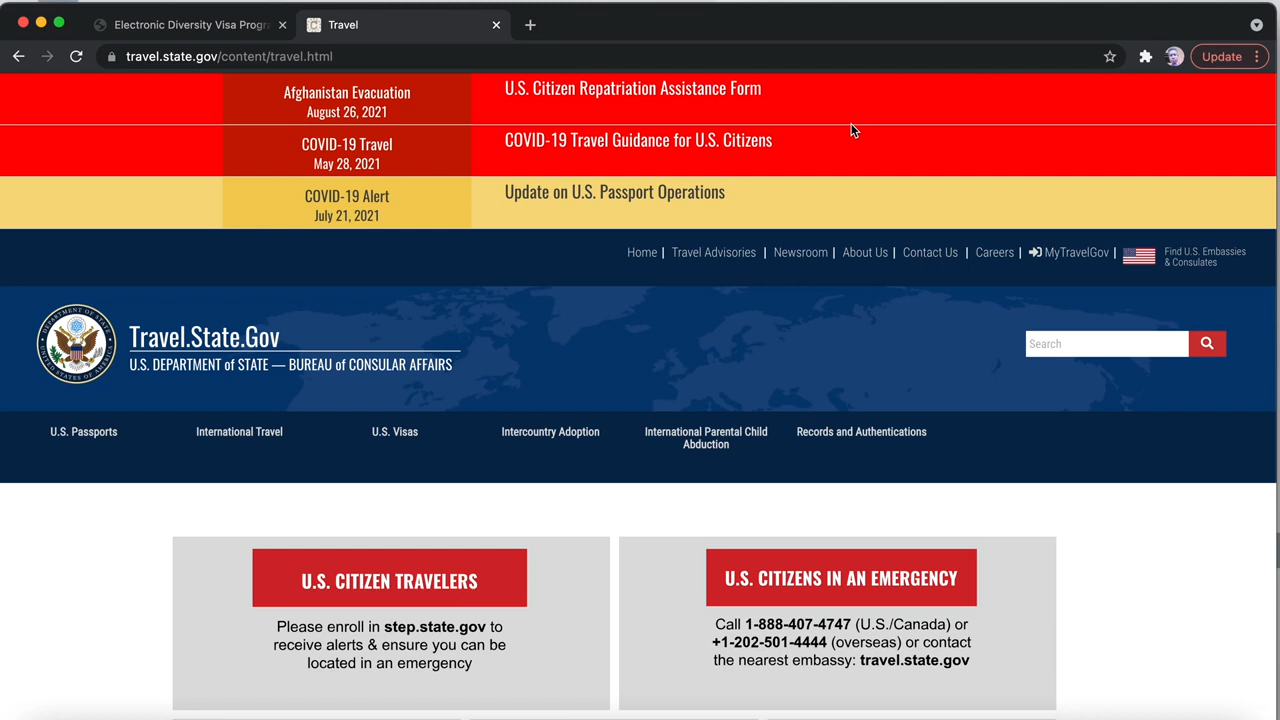 Electronic Diversity Visa Progr
Travel
travel.state.gov/content/travel.html
Update
Afghanistan Evacuation
August 26, 2021
U.S. Citizen Repatriation Assistance Form
COVID-19 Travel
May 28, 2021
COVID-19 Travel Guidance for U.S. Citizens
COVID-19 Alert
July 21, 2021
Update on U.S. Passport Operations
Home | Travel Advisories | Newsroom | About Us | Contact Us | Careers | MyTravelGov |
Find U.S. Embassies
& Consulates
Travel.State.Gov
U.S. DEPARTMENT of STATE — BUREAU of CONSULAR AFFAIRS
Search
U.S. Passports
International Travel
U.S. Visas
Intercountry Adoption
International Parental Child
Abduction
Records and Authentications
U.S. CITIZEN TRAVELERS
Please enroll in step.state.gov to
receive alerts & ensure you can be
located in an emergency
U.S. CITIZENS IN AN EMERGENCY
Call 1-888-407-4747 (U.S./Canada) or
+1-202-501-4444 (overseas) or contact
the nearest embassy: travel.state.gov